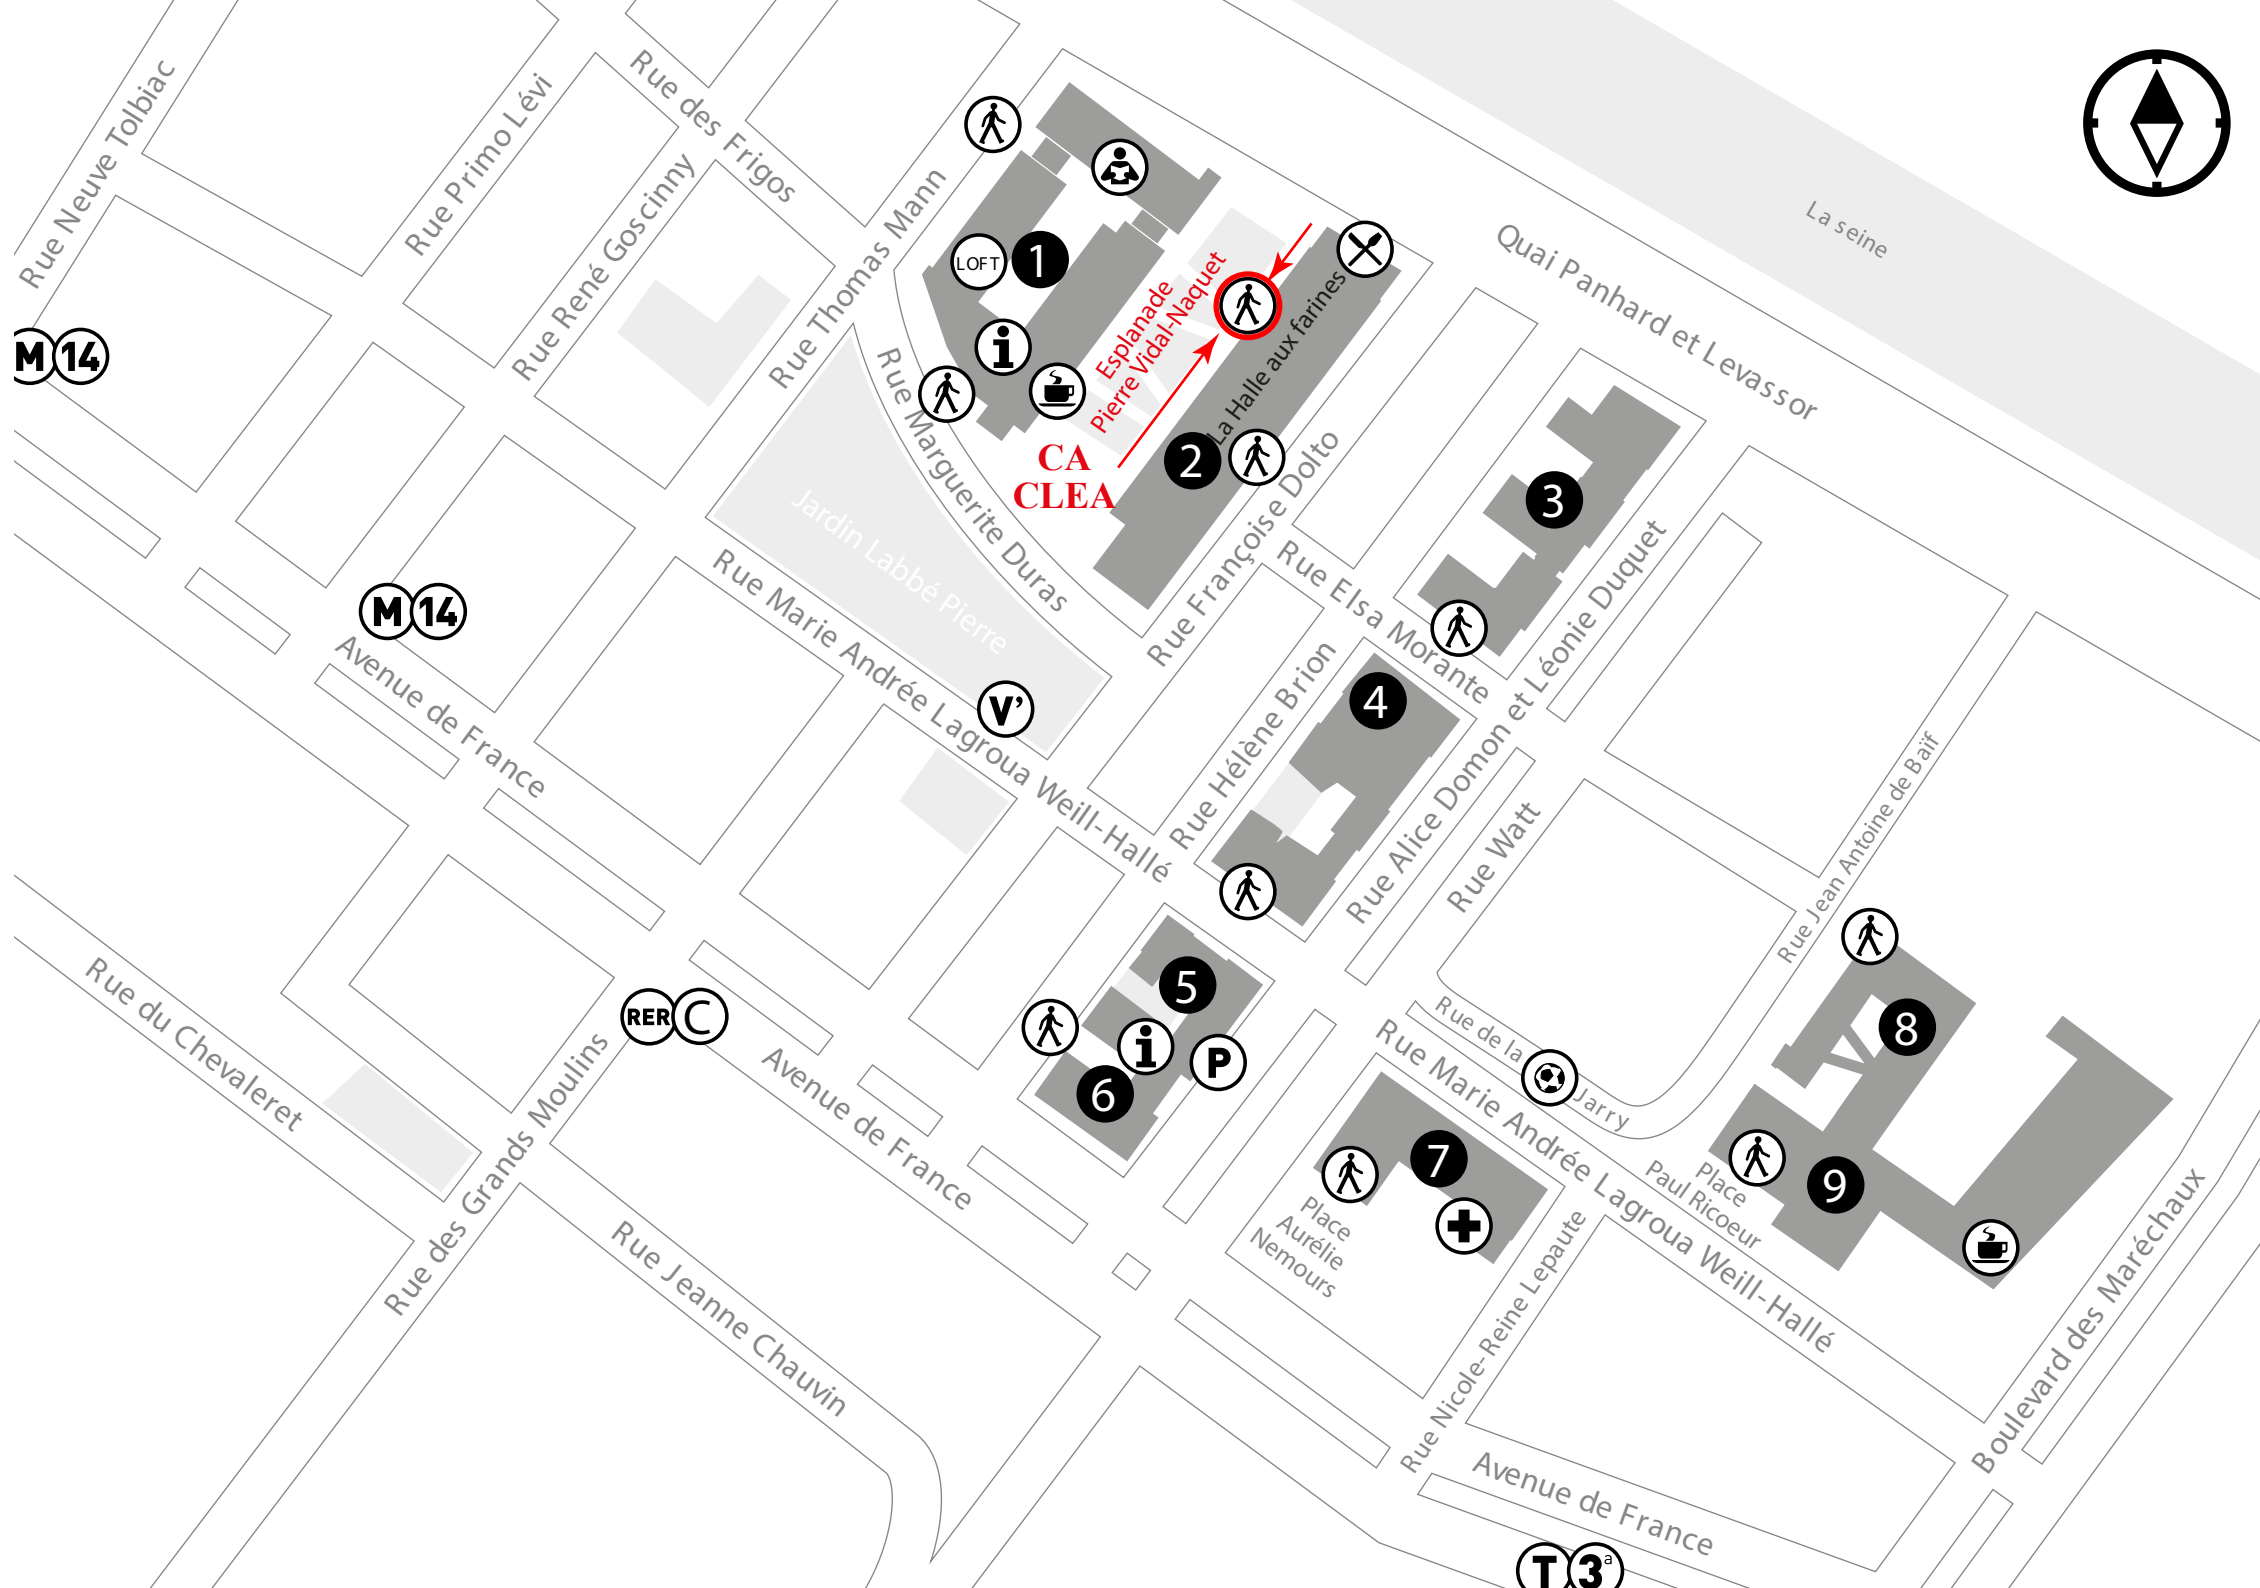 Rue Neuve Tolbiac
Rue Primo Lévi
Rue des Frigos
Rue René Goscinny
Rue Thomas Mann
Quai Panhard et Levassor
La seine
LOFT
1
i
Esplanade
Pierre Vidal-Naquet
La Halle aux farines
CA
CLEA
2
M 14
Rue Marguerite Duras
Jardin Labbé Pierre
Rue Françoise Dolto
3
Rue Elsa Morante
Rue Alice Domon et Léonie Duquet
M 14
Avenue de France
Rue Marie Andrée Lagroua Weill-Hallé
V’
Rue Hélène Brion
4
Rue Watt
Rue Jean Antoine de Baïf
Rue du Chevaleret
RER C
Rue des Grands Moulins
Avenue de France
5
i
P
6
Rue de la
Jarry
Rue Marie Andrée Lagroua Weill-Hallé
7
8
9
Place
Paul Ricoeur
Place
Aurélie
Nemours
Rue Jeanne Chauvin
Rue Nicole-Reine Lepaute
Boulevard des Maréchaux
Avenue de France
T 3a